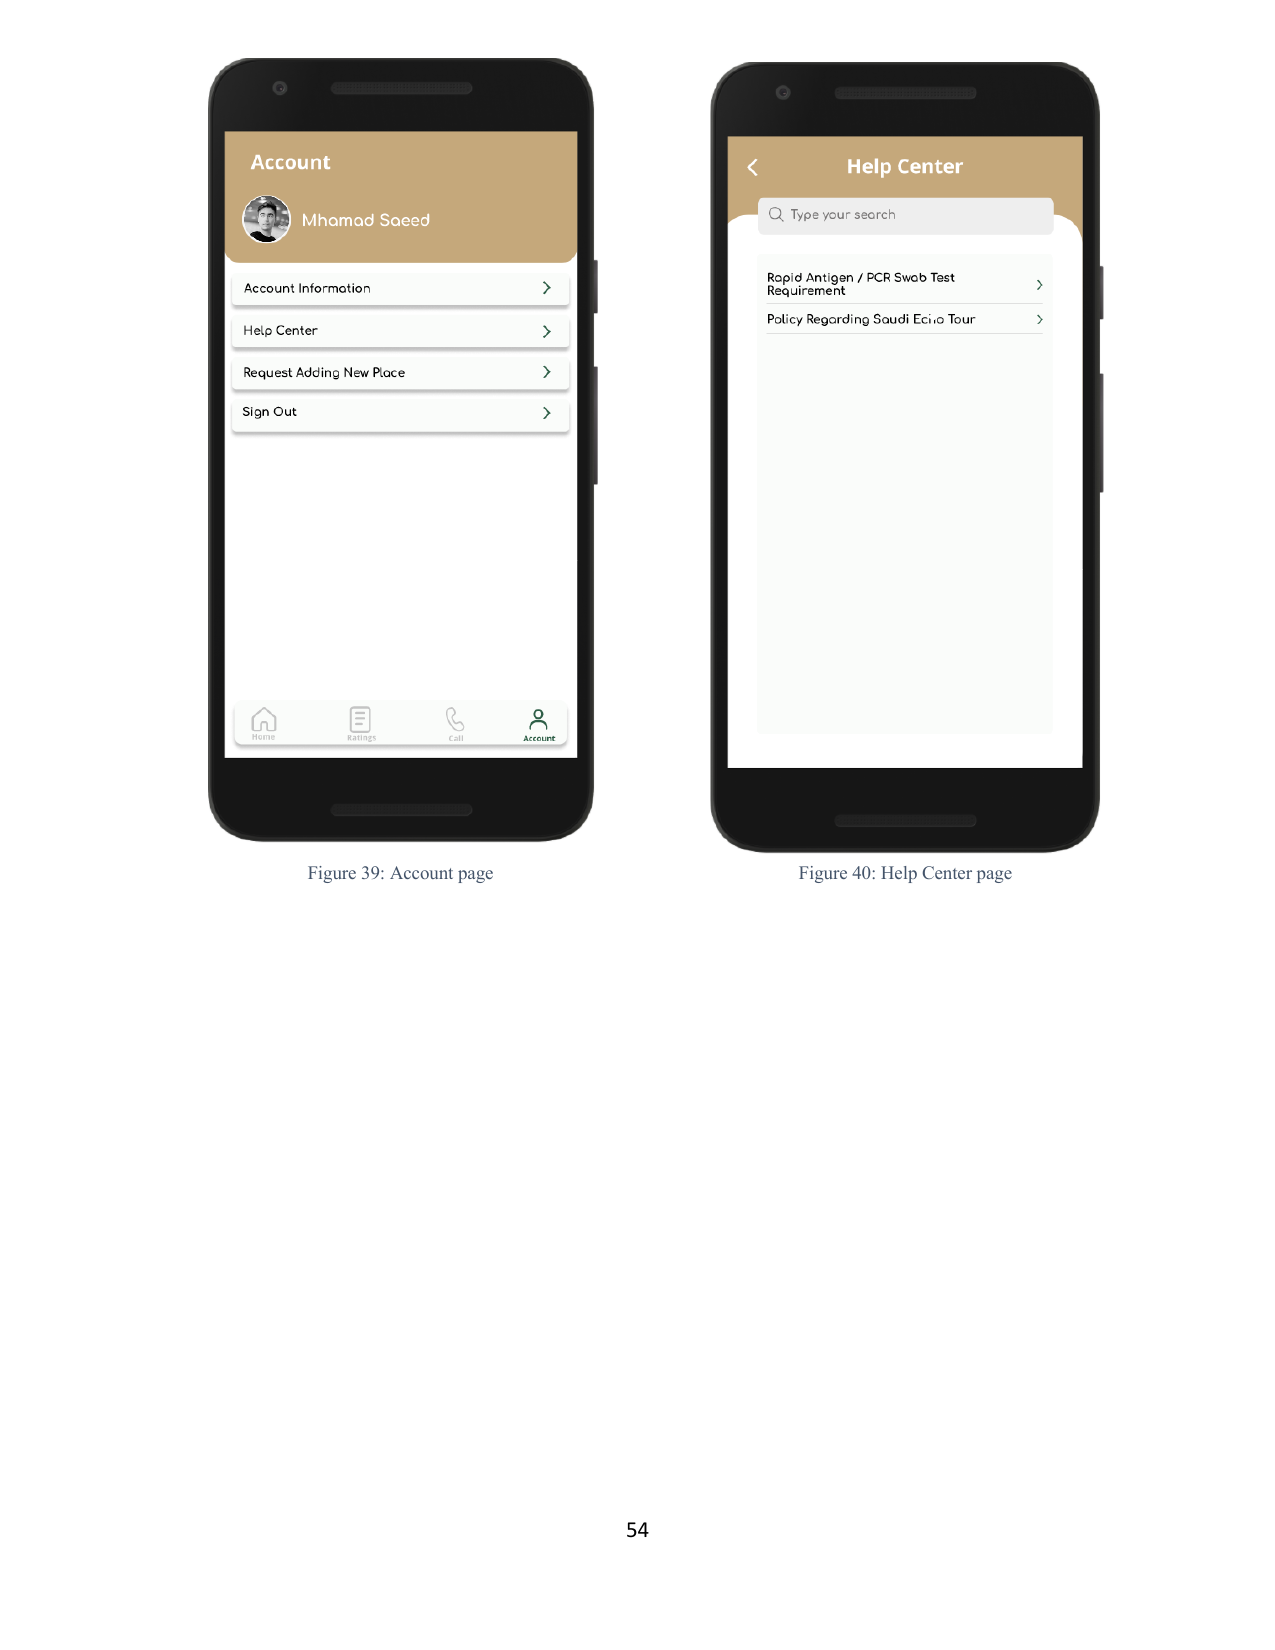 Account
Mhamad Saeed
Account Information
Help Center
Request Adding New Place
Sign Out
Home
Ratings
Call
Account
Figure 39: Account page
Help Center
Type your search
Rapid Antigen / PCR Swab Test
Requirement
Policy Regarding Saudi Echo Tour
Figure 40: Help Center page
54